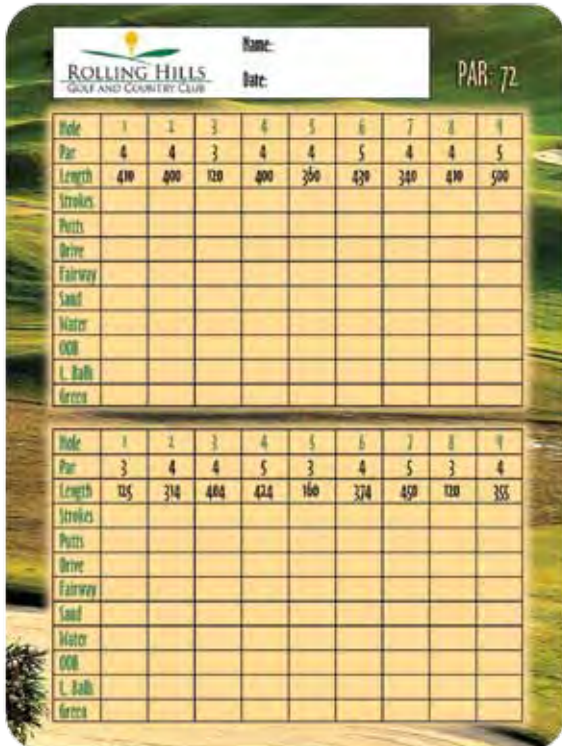 Name:
ROLLING HILLS
GOLF AND COUNTRY CLUB
Date:
PAR: 72
Hole 1 2 3 4 5 6 7 8 9
Par 4 4 3 4 4 5 4 4 5
Length 410 400 120 400 360 430 340 410 500
Strokes
Putts
Drive
Fairway
Sand
Water
OOB
L. Balls
Green
Hole 1 2 3 4 5 6 7 8 9
Par 3 4 4 5 3 4 5 3 4
Length 125 314 404 424 160 374 450 120 355
Strokes
Putts
Drive
Fairway
Sand
Water
OOB
L. Balls
Green